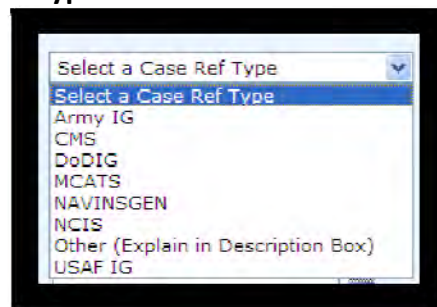 Select a Case Ref Type
Select a Case Ref Type
Army IG
CMS
DoDIG
MCATS
NAVINSGEN
NCIS
Other (Explain in Description Box)
USAF IG